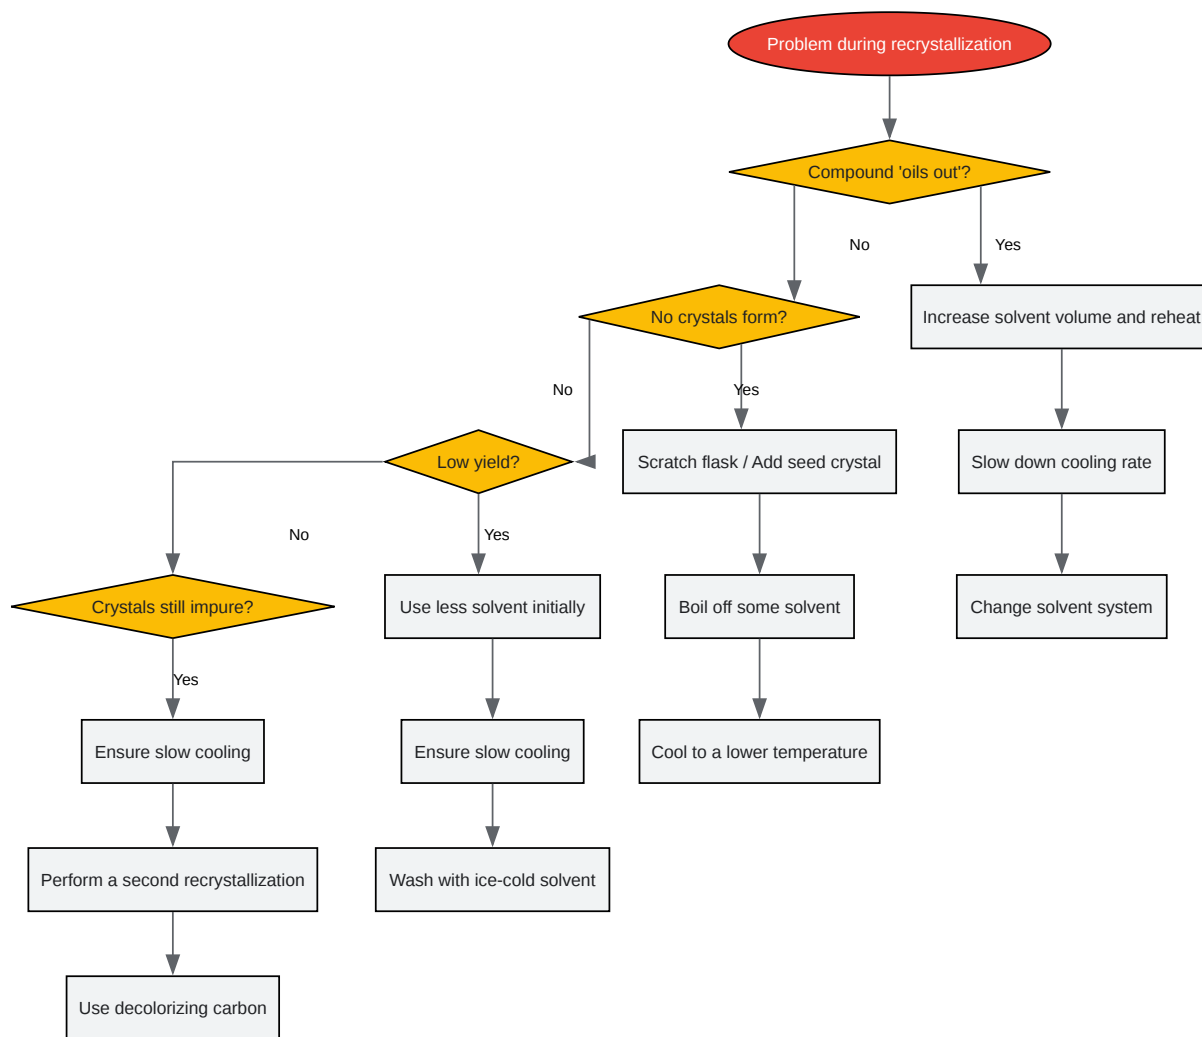 Problem during recrystallization
Compound 'oils out'?
No
Yes
No crystals form?
Increase solvent volume and reheat
No
Yes
Low yield?
Scratch flask / Add seed crystal
Slow down cooling rate
No
Yes
Crystals still impure?
Use less solvent initially
Boil off some solvent
Change solvent system
Yes
Ensure slow cooling
Ensure slow cooling
Cool to a lower temperature
Perform a second recrystallization
Wash with ice-cold solvent
Use decolorizing carbon